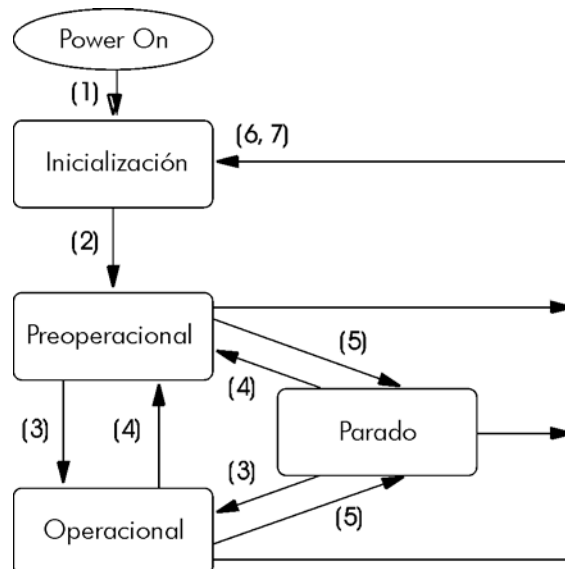 Power On
(1)
Inicialización
(6, 7)
(2)
Preoperacional
(5)
(4)
(3)
(4)
Parado
(3)
Operacional
(5)